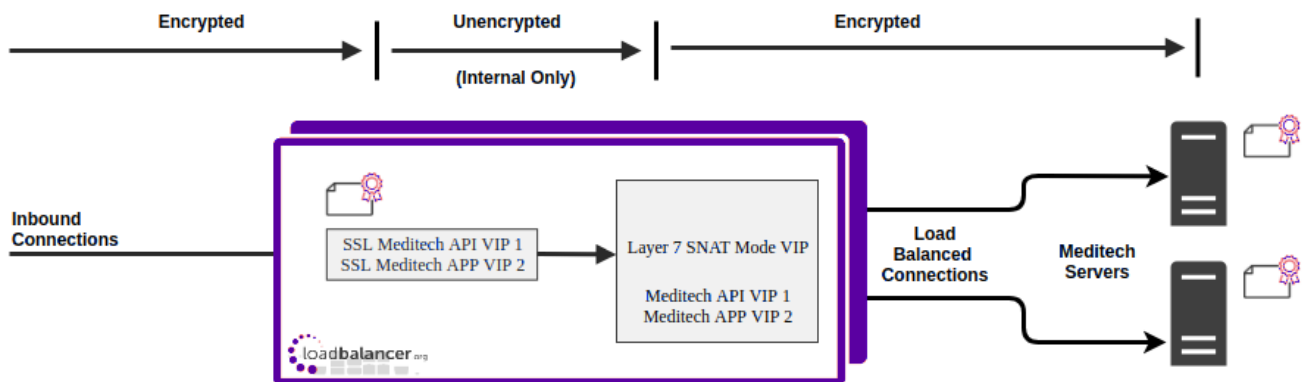 Encrypted
Unencrypted
Encrypted
(Internal Only)
Inbound
Connections
SSL Meditech API VIP 1
SSL Meditech APP VIP 2
Layer 7 SNAT Mode VIP
Meditech API VIP 1
Meditech APP VIP 2
Load
Balanced
Connections
Meditech
Servers
loadbalancer.org